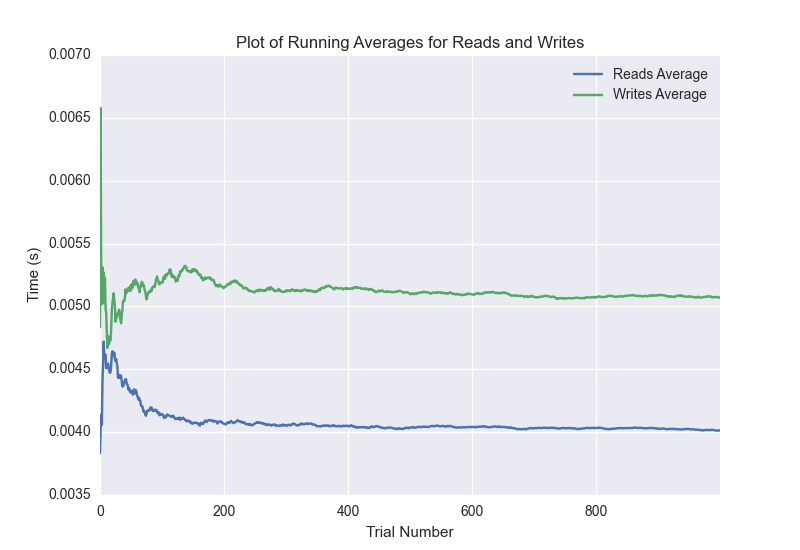 Plot of Running Averages for Reads and Writes
0.0070
0.0065
0.0060
0.0055
0.0050
0.0045
0.0040
0.0035
Time (s)
Reads Average
Writes Average
0 200 400 600 800
Trial Number